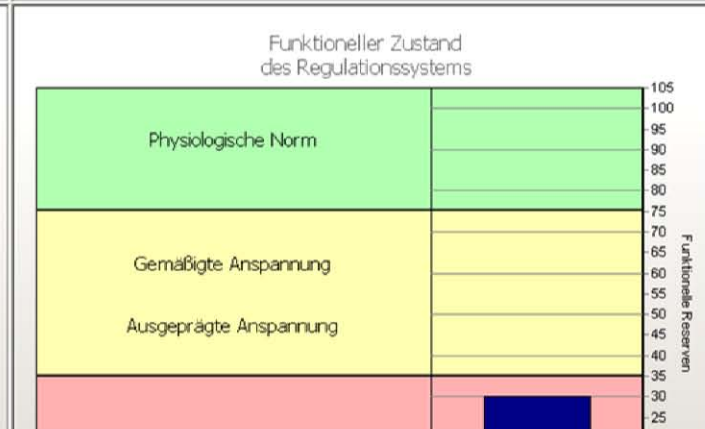 Funktioneller Zustand
des Regulationssystems
105
100
Physiologische Norm
95
90
85
80
75
70
Gemäßigte Anspannung
65
60
55
50
Ausgeprägte Anspannung
45
40
35
30
25
Funktionelle Reserven